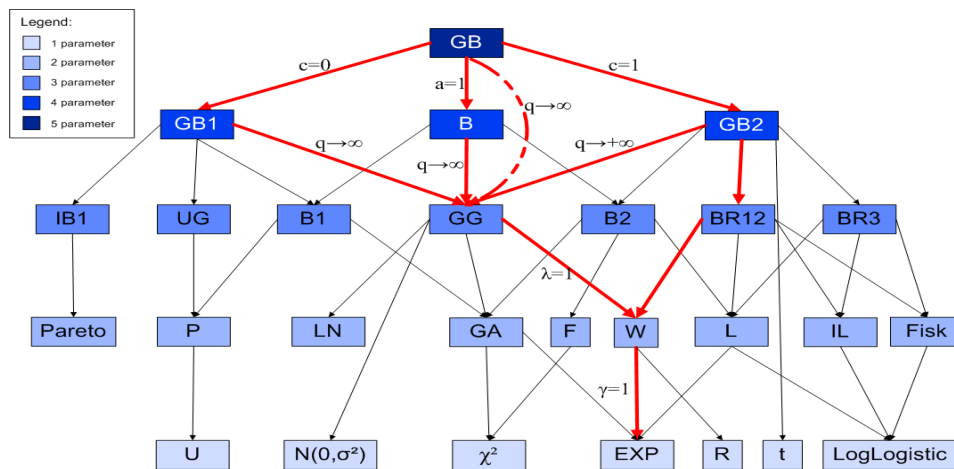 Legend:
1 parameter
2 parameter
3 parameter
4 parameter
5 parameter
GB
c=0
a=1
c=1
q→∞
GB1
B
GB2
q→∞
q→∞
q→+∞
IB1
UG
B1
GG
B2
BR12
BR3
λ=1
Pareto
P
LN
GA
F
W
L
IL
Fisk
γ=1
U
N(0,σ²)
χ²
EXP
R
t
LogLogistic